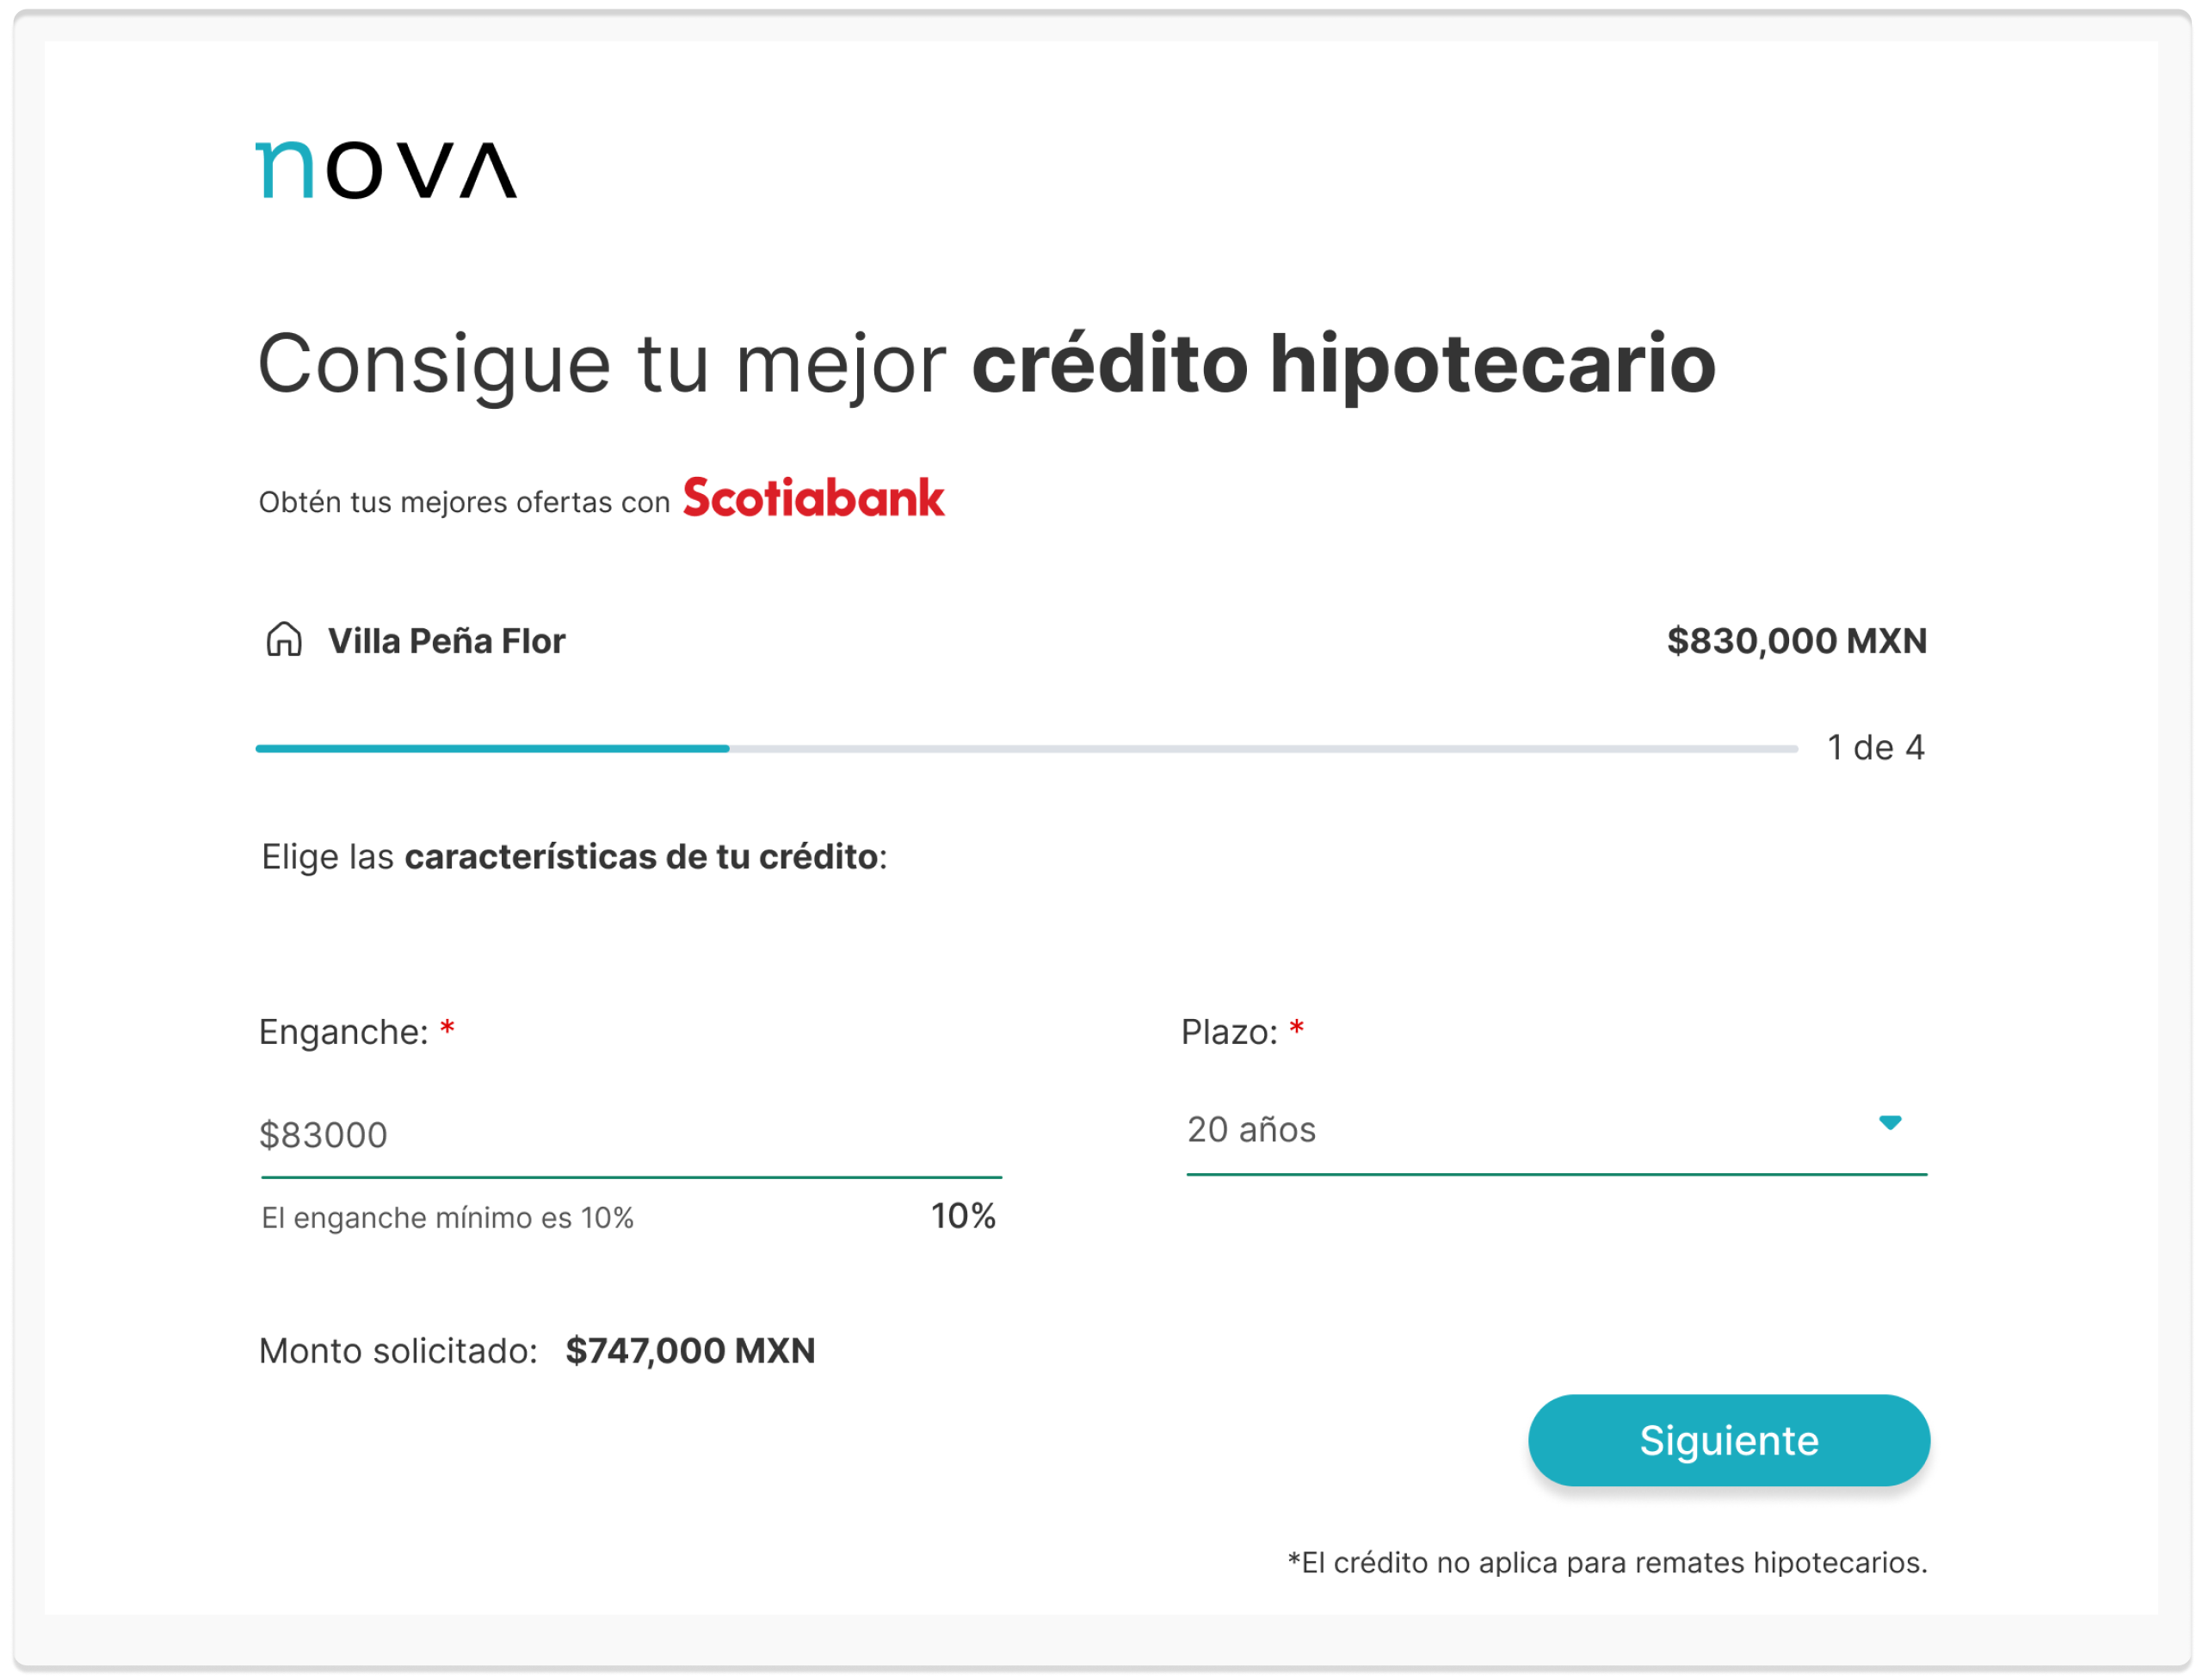 nova
Consigue tu mejor crédito hipotecario
Obtén tus mejores ofertas con Scotiabank
Villa Peña Flor $830,000 MXN
1 de 4
Elige las características de tu crédito:
Enganche: * Plazo: *
$83000 20 años
El enganche mínimo es 10% 10%
Monto solicitado: $747,000 MXN
Siguiente
*El crédito no aplica para remates hipotecarios.